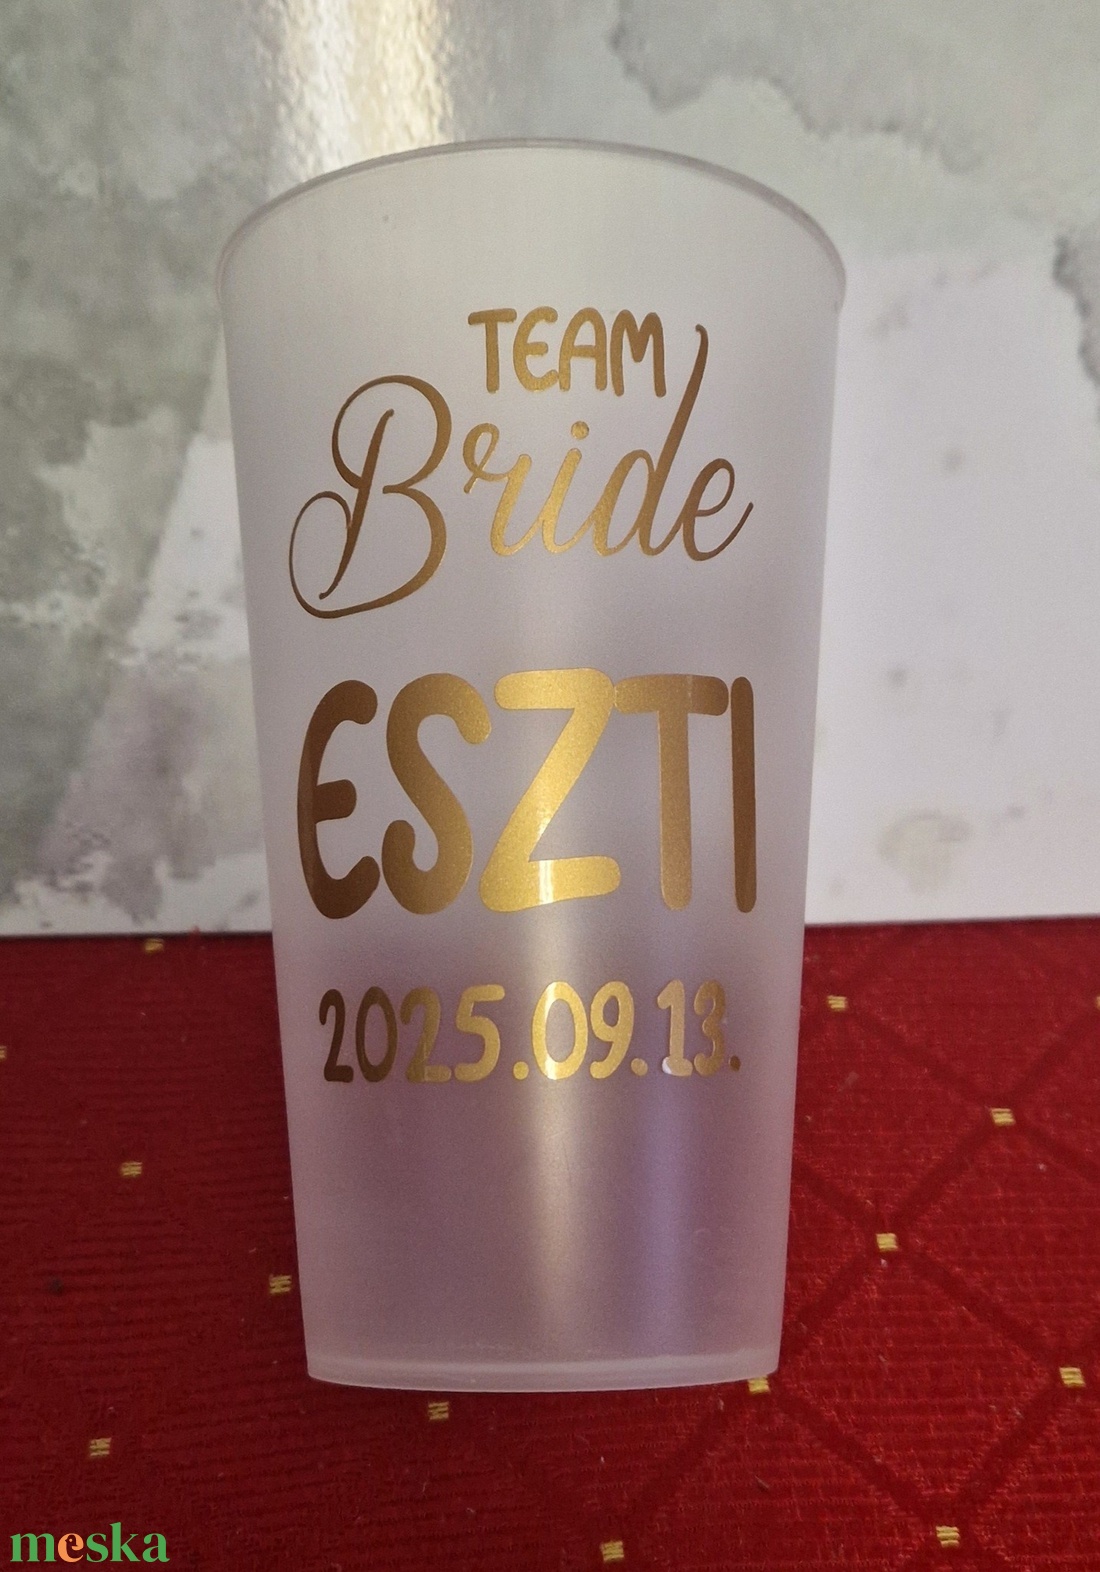 TEAM
Bride
ESZTI
2025.09.13.
meska